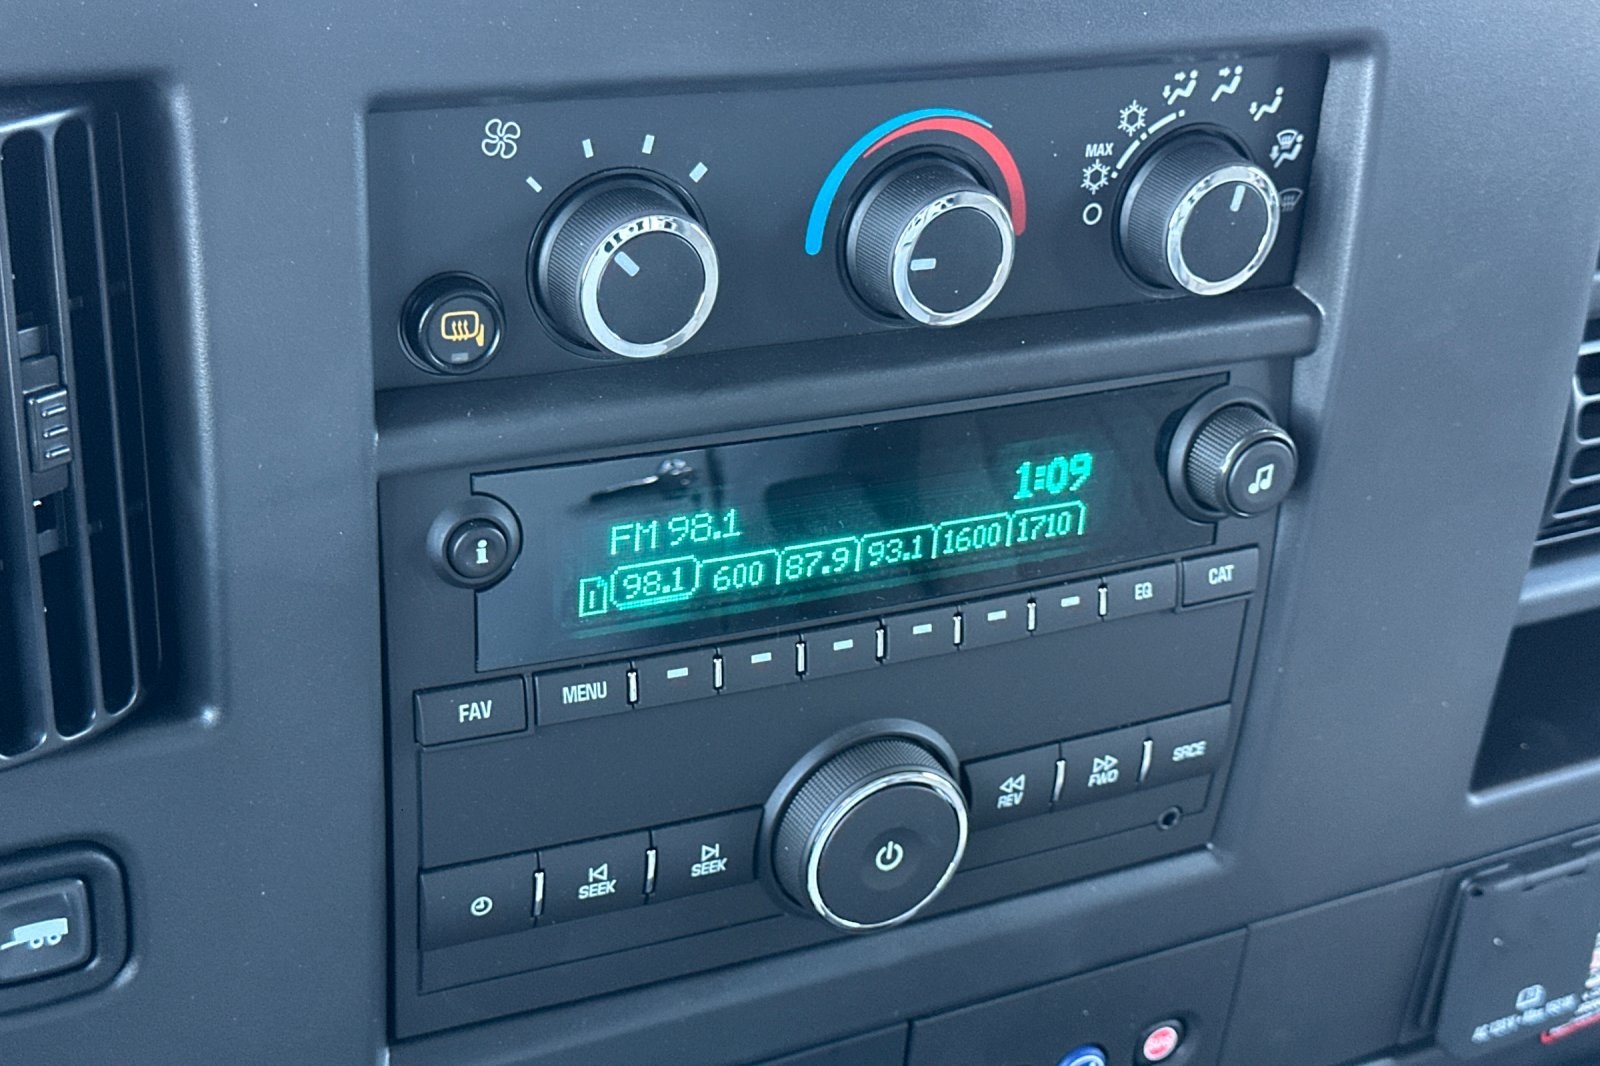 MAX
1:09
FM 98.1
1 98.1 600 87.9 93.1 1600 1710
i
FAV
MENU
EQ
CAT
SEEK
SEEK
REV
FWD
SRCE